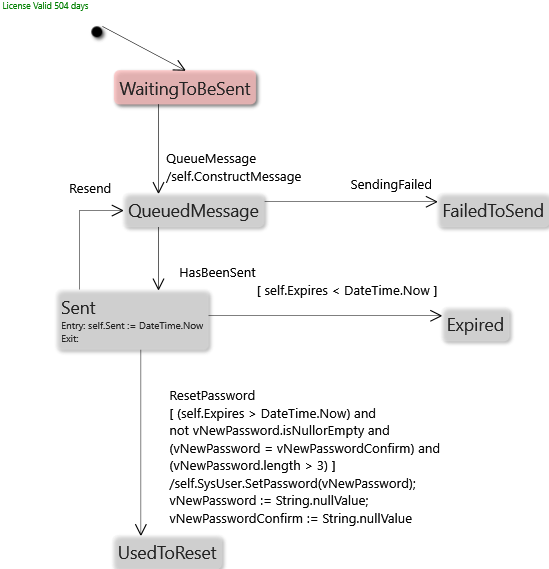 License Valid 504 days
WaitingToBeSent
QueueMessage
/self.ConstructMessage
Resend
SendingFailed
QueuedMessage
FailedToSend
HasBeenSent
[ self.Expires < DateTime.Now ]
Sent
Entry: self.Sent := DateTime.Now
Exit:
Expired
ResetPassword
[ (self.Expires > DateTime.Now) and
not vNewPassword.isNullorEmpty and
(vNewPassword = vNewPasswordConfirm) and
(vNewPassword.length > 3) ]
/self.SysUser.SetPassword(vNewPassword);
vNewPassword := String.nullValue;
vNewPasswordConfirm := String.nullValue
UsedToReset